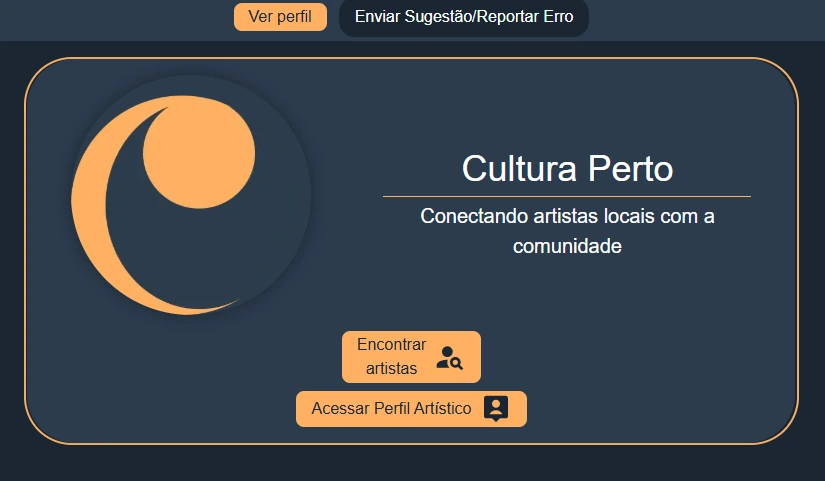 Ver perfil
Enviar Sugestão/Reportar Erro
Cultura Perto
Conectando artistas locais com a
comunidade
Encontrar
artistas
Acessar Perfil Artístico